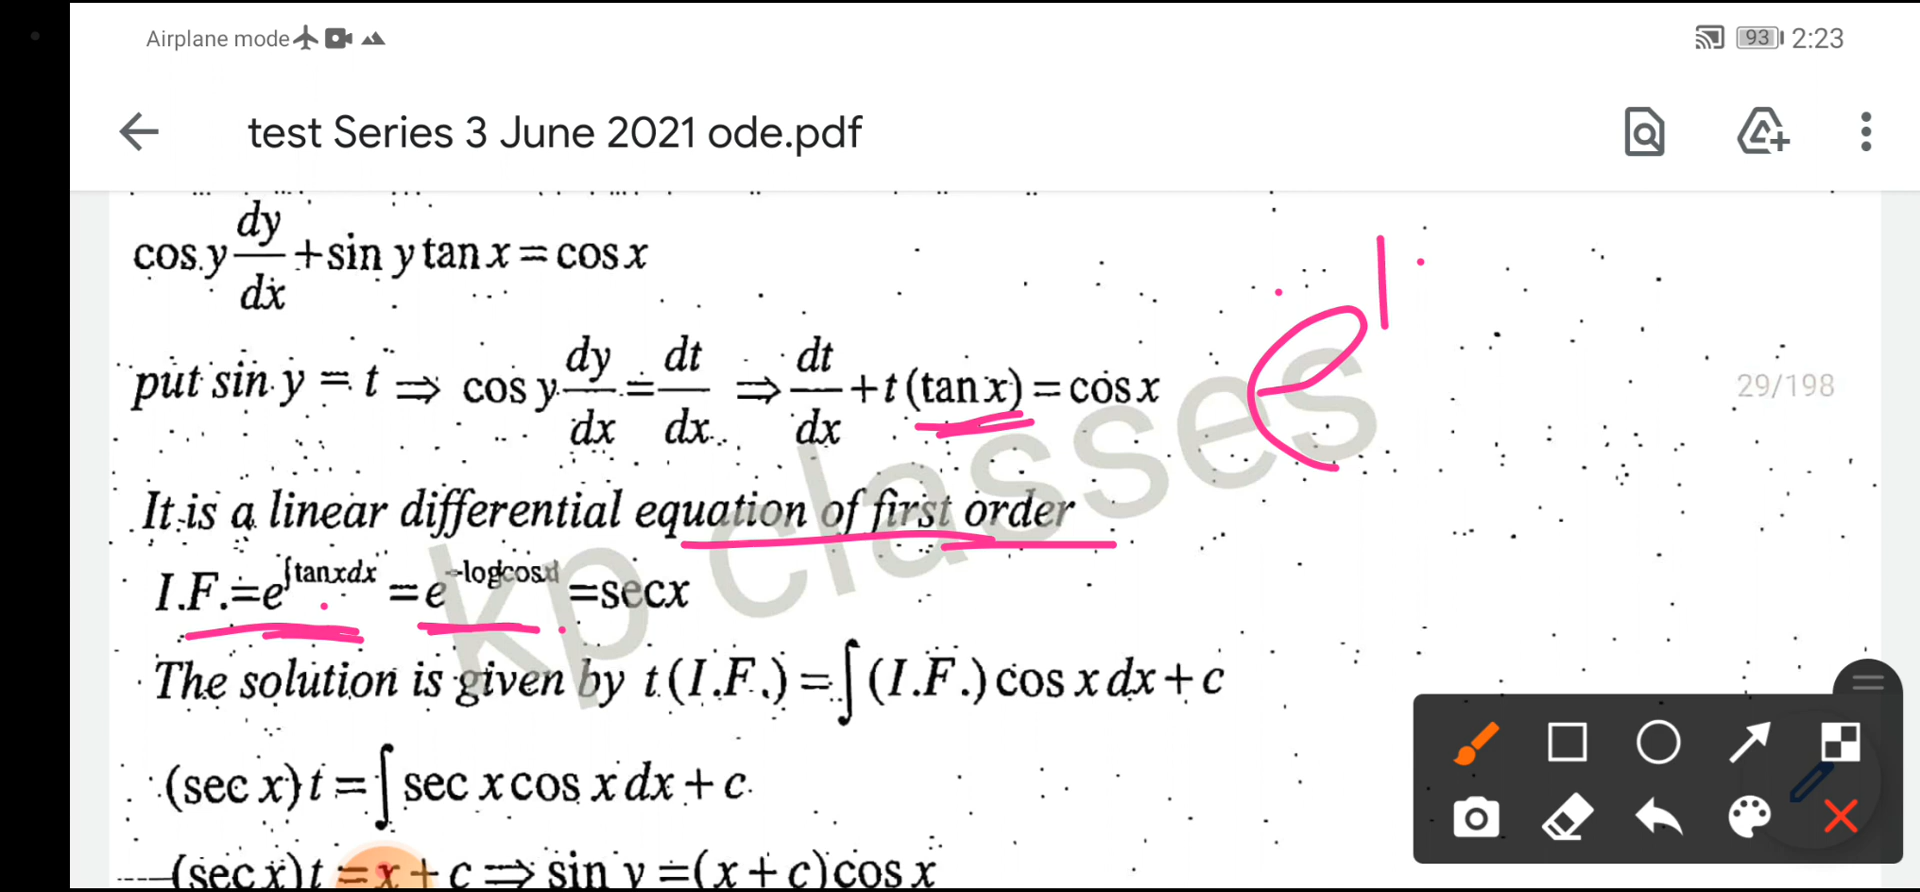 Airplane mode 93 2:23
test Series 3 June 2021 ode.pdf
cos y dy/dx + sin y tan x = cos x
put sin y = t ⇒ cos y dy/dx = dt/dx ⇒ dt/dx + t (tan x) = cos x
29/198
It is a linear differential equation of first order
I.F. = e^∫tanxdx = e^-logcosx = secx
The solution is given by t (I.F.) = ∫ (I.F.) cos x dx + c
(sec x) t = ∫ sec x cos x dx + c
(sec x) t = x + c ⇒ sin y = (x + c) cos x
kp classes